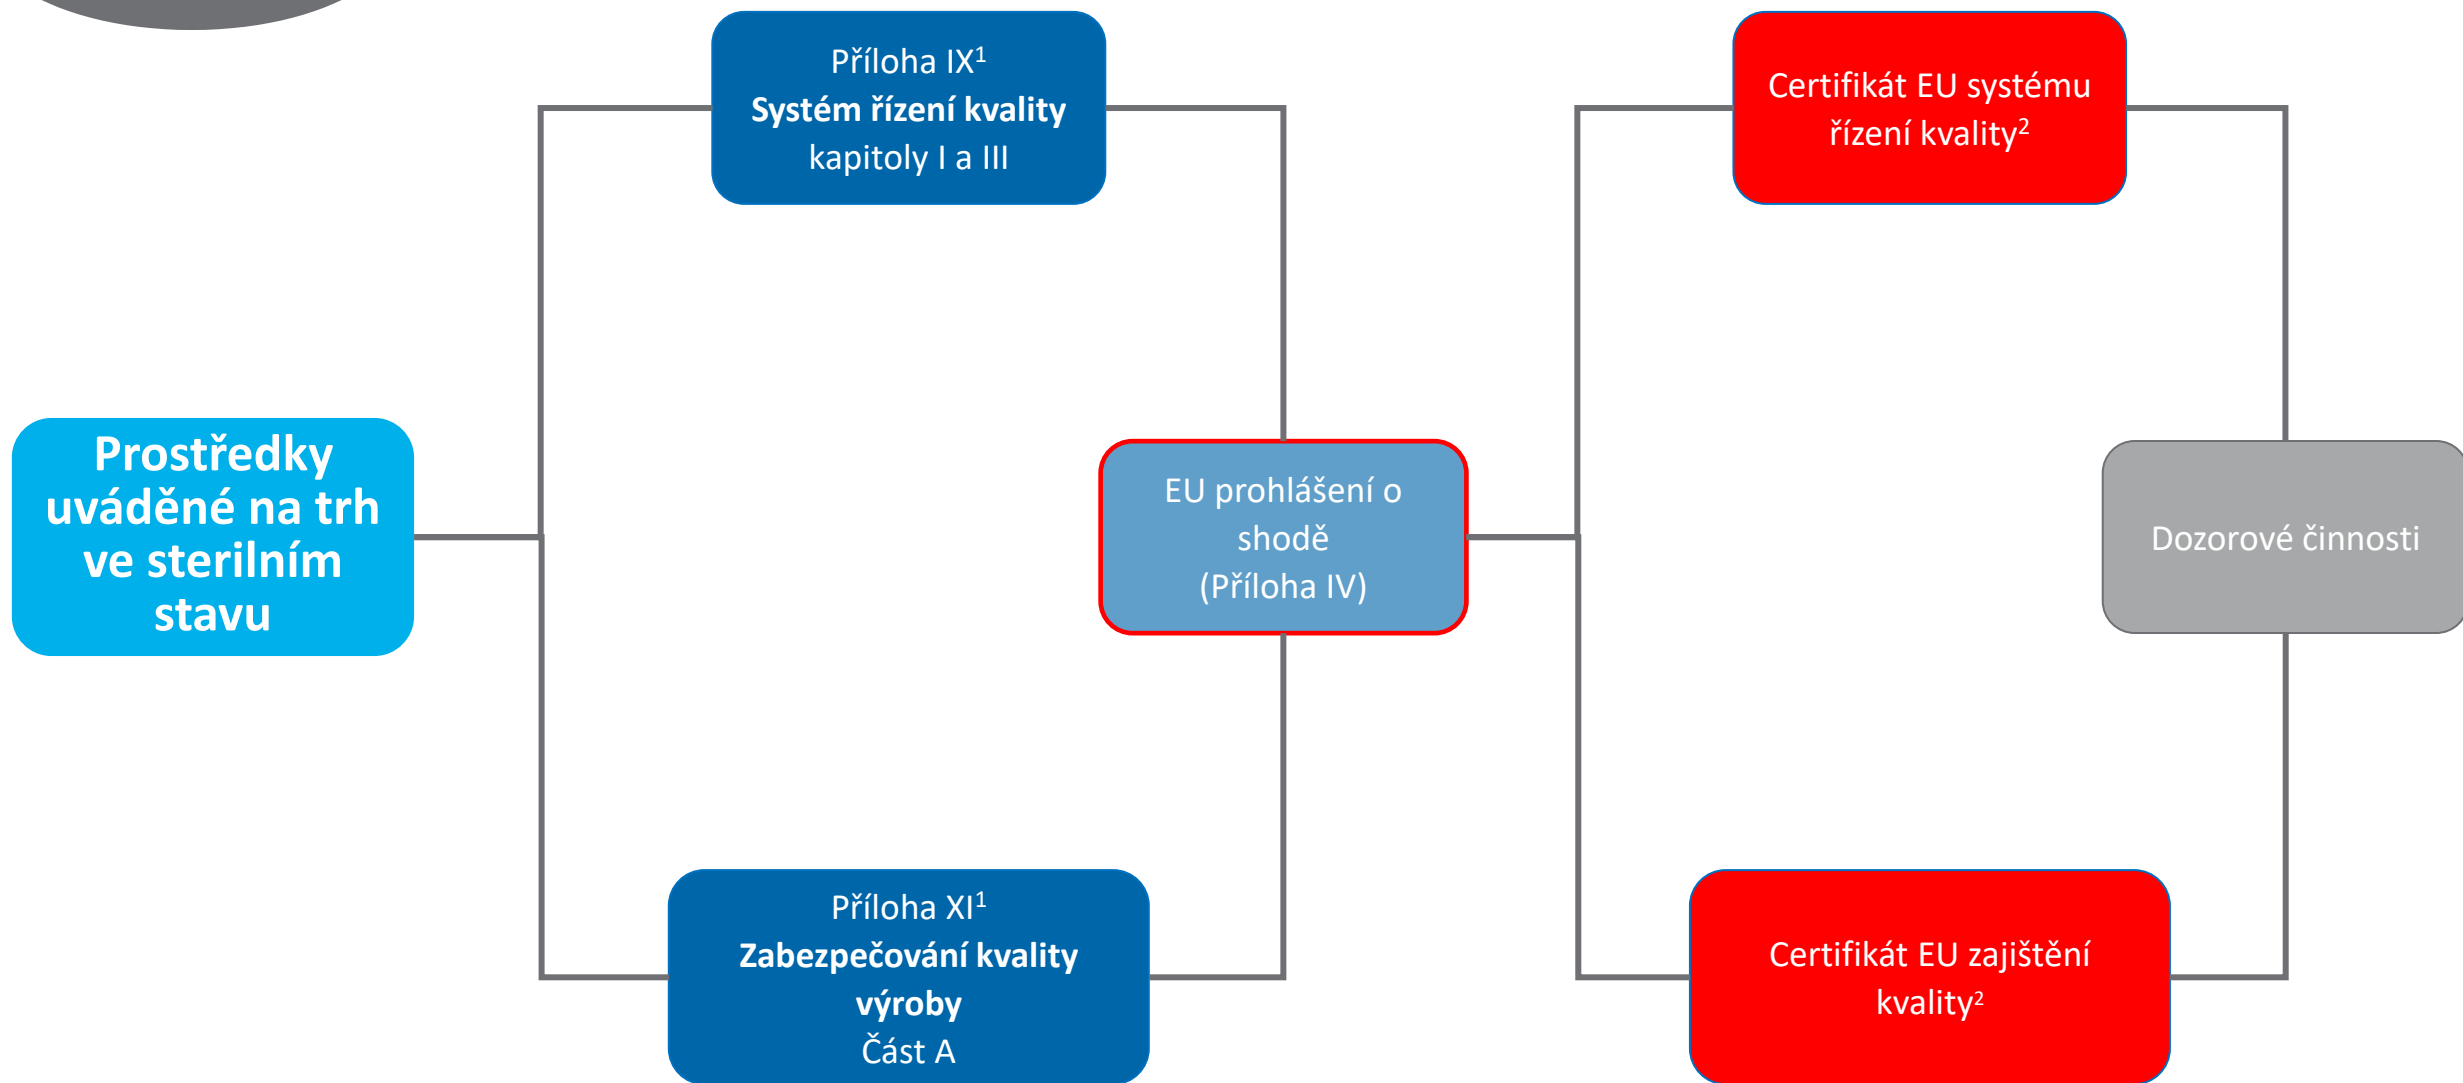 Příloha IX¹
Systém řízení kvality
kapitoly I a III
Certifikát EU systému
řízení kvality²
Prostředky
uváděné na trh
ve sterilním
stavu
EU prohlášení o
shodě
(Příloha IV)
Dozorové činnosti
Příloha XI¹
Zabezpečování kvality
výroby
Část A
Certifikát EU zajištění
kvality²